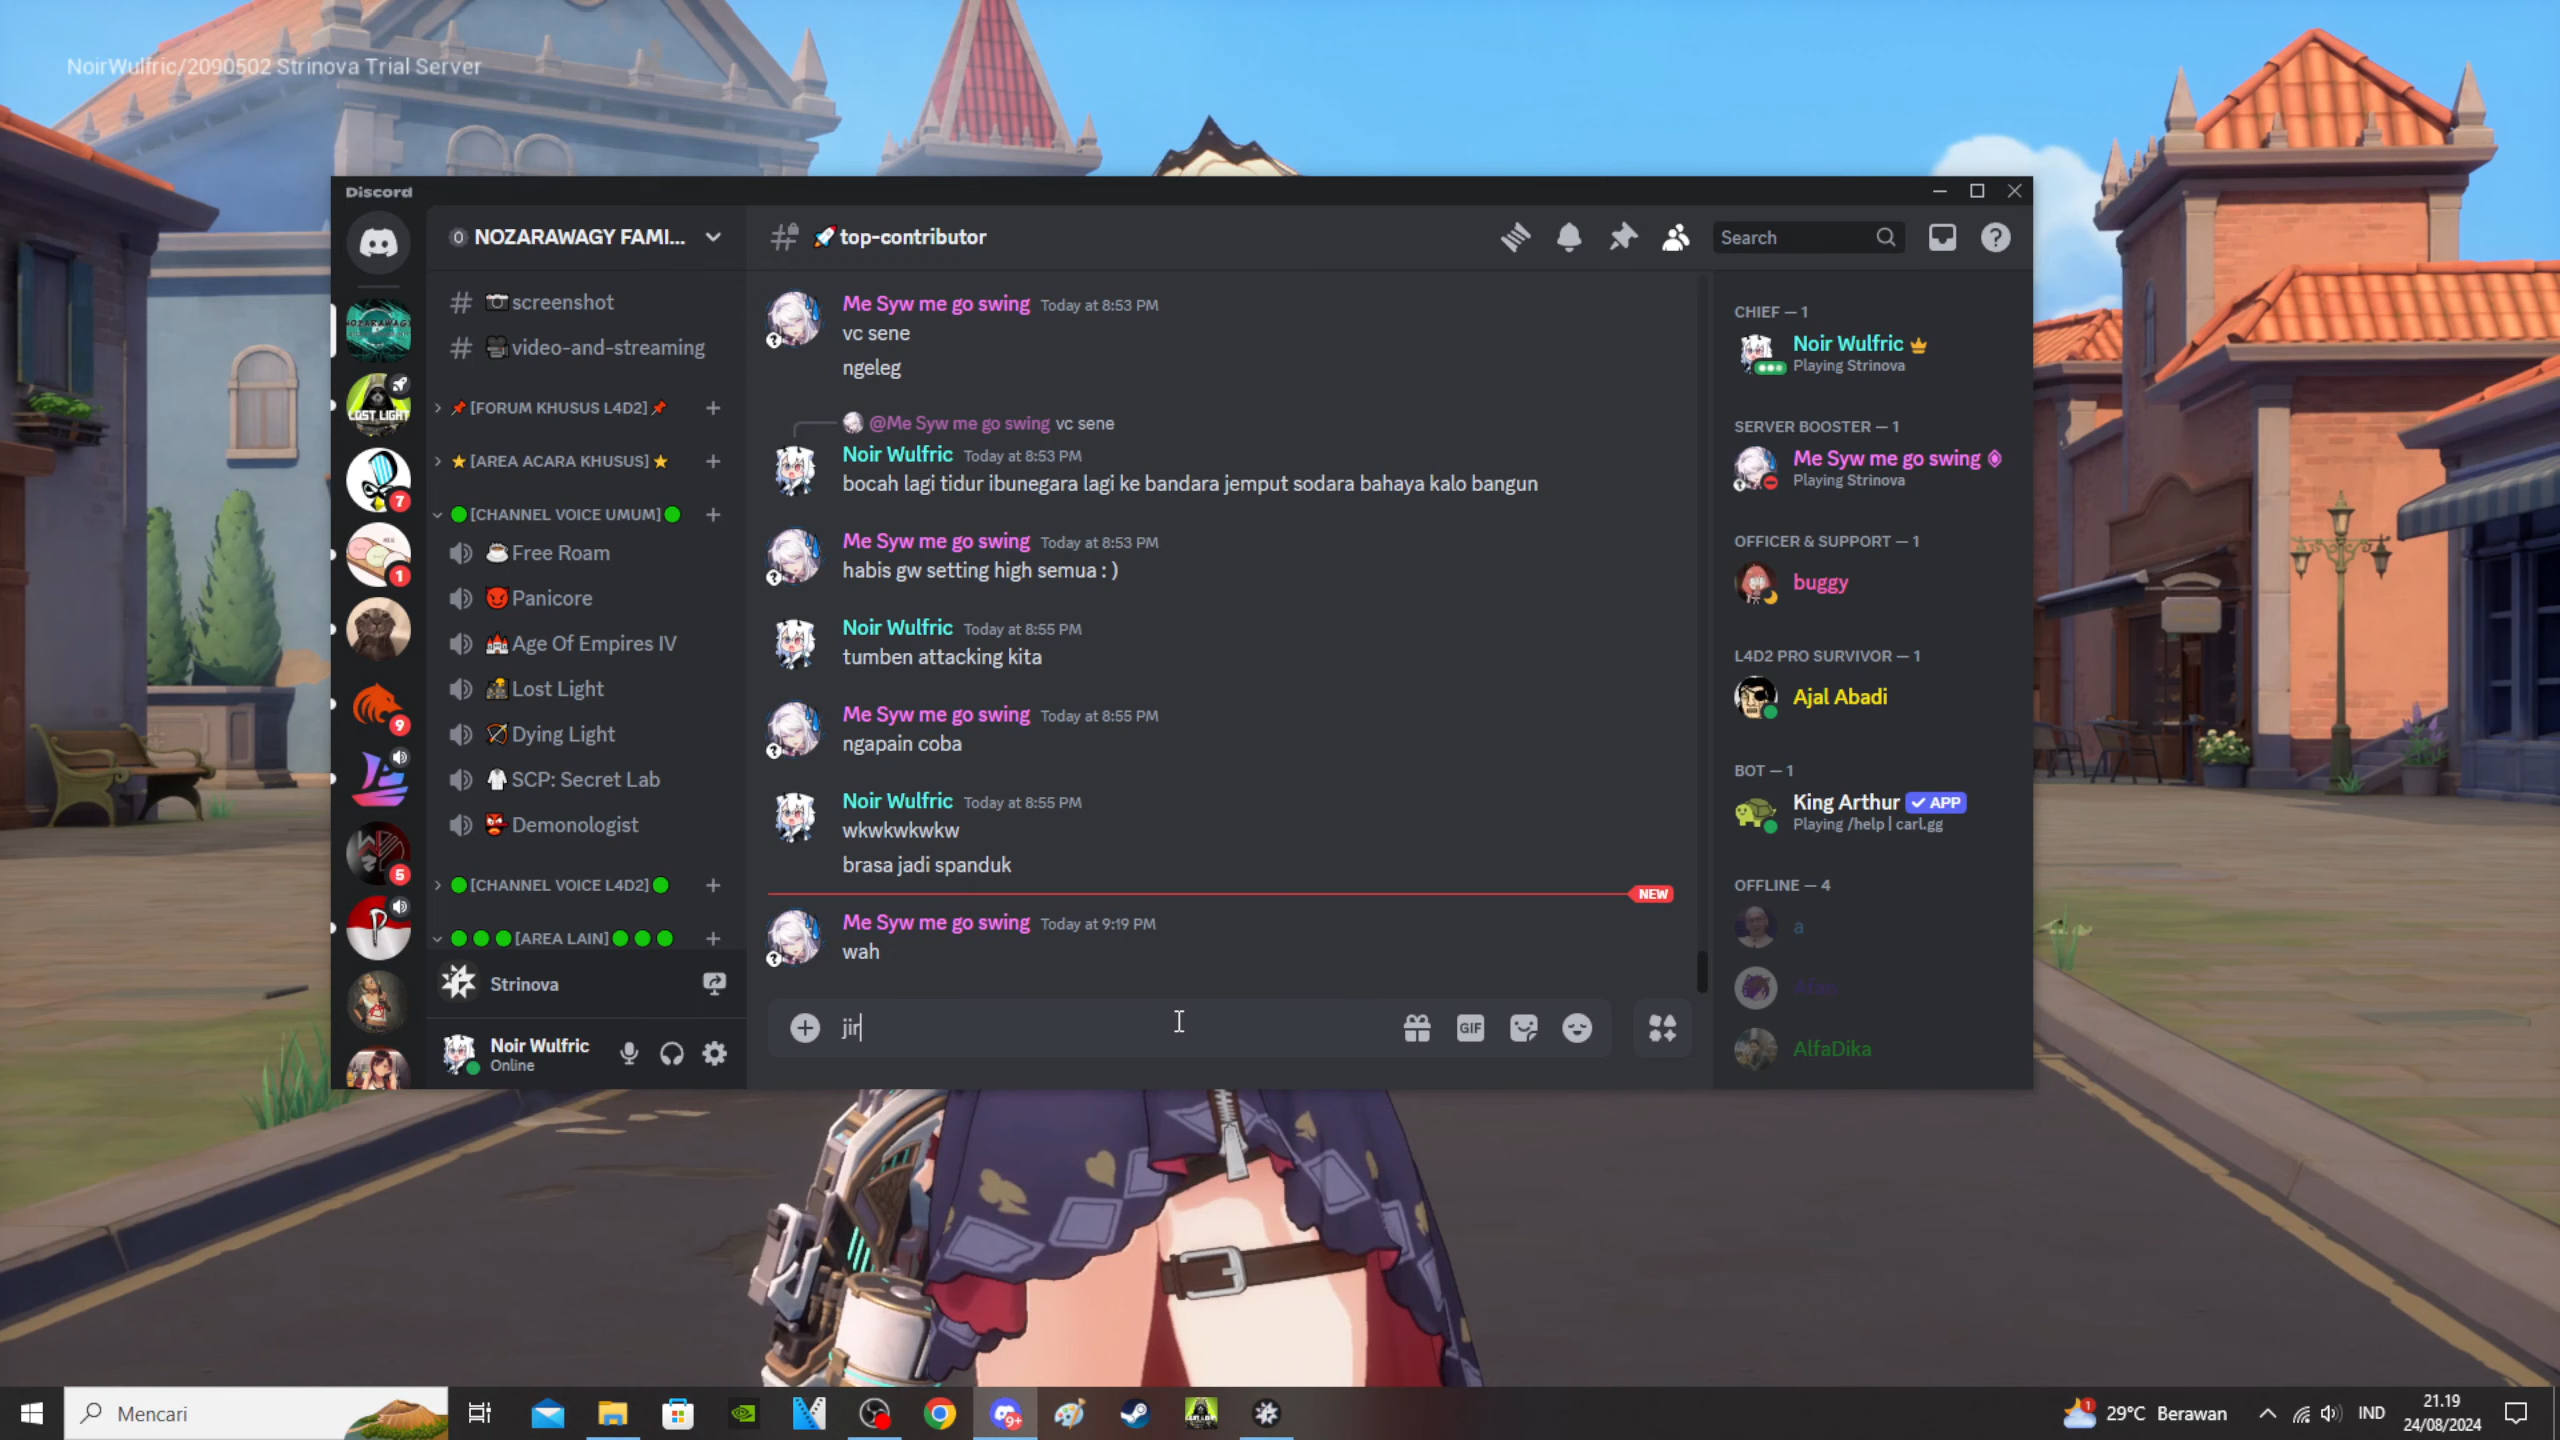 NoirWulfric/2090502 Strinova Trial Server
Discord
NOZARAWAGY FAMI...
screenshot
video-and-streaming
[FORUM KHUSUS L4D2]
[AREA ACARA KHUSUS]
[CHANNEL VOICE UMUM]
Free Roam
Panicore
Age Of Empires IV
Lost Light
Dying Light
SCP: Secret Lab
Demonologist
[CHANNEL VOICE L4D2]
[AREA LAIN]
Strinova
Noir Wulfric
Online
LOST LIGHT
7
1
9
5
top-contributor
Search
Me Syw me go swing Today at 8:53 PM
vc sene
ngeleg
@Me Syw me go swing vc sene
Noir Wulfric Today at 8:53 PM
bocah lagi tidur ibunegara lagi ke bandara jemput sodara bahaya kalo bangun
Me Syw me go swing Today at 8:53 PM
habis gw setting high semua : )
Noir Wulfric Today at 8:55 PM
tumben attacking kita
Me Syw me go swing Today at 8:55 PM
ngapain coba
Noir Wulfric Today at 8:55 PM
wkwkwkwkw
brasa jadi spanduk
NEW
Me Syw me go swing Today at 9:19 PM
wah
jir
GIF
CHIEF — 1
Noir Wulfric
Playing Strinova
SERVER BOOSTER — 1
Me Syw me go swing
Playing Strinova
OFFICER & SUPPORT — 1
buggy
L4D2 PRO SURVIVOR — 1
Ajal Abadi
BOT — 1
King Arthur APP
Playing /help | carl.gg
OFFLINE — 4
a
Afan
AlfaDika
Mencari
9+
1
29°C Berawan
IND
21.19
24/08/2024